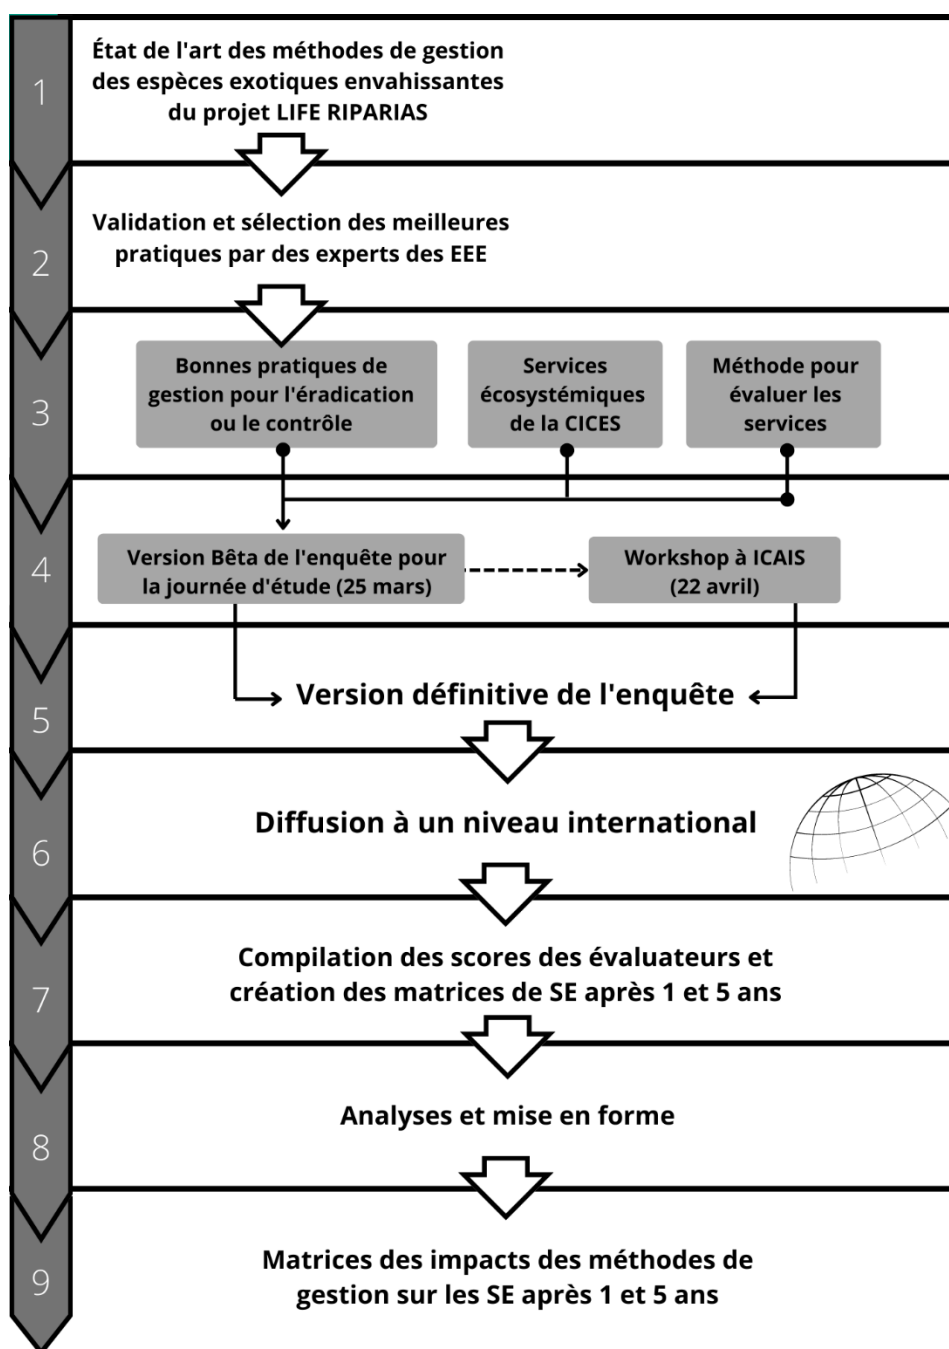 1
État de l'art des méthodes de gestion
des espèces exotiques envahissantes
du projet LIFE RIPARIAS
2
Validation et sélection des meilleures
pratiques par des experts des EEE
3
Bonnes pratiques de
gestion pour l'éradication
ou le contrôle
Services
écosystémiques
de la CICES
Méthode pour
évaluer les
services
4
Version Bêta de l'enquête pour
la journée d'étude (25 mars)
Workshop à ICAIS
(22 avril)
5
Version définitive de l'enquête
6
Diffusion à un niveau international
7
Compilation des scores des évaluateurs et
création des matrices de SE après 1 et 5 ans
8
Analyses et mise en forme
9
Matrices des impacts des méthodes de
gestion sur les SE après 1 et 5 ans